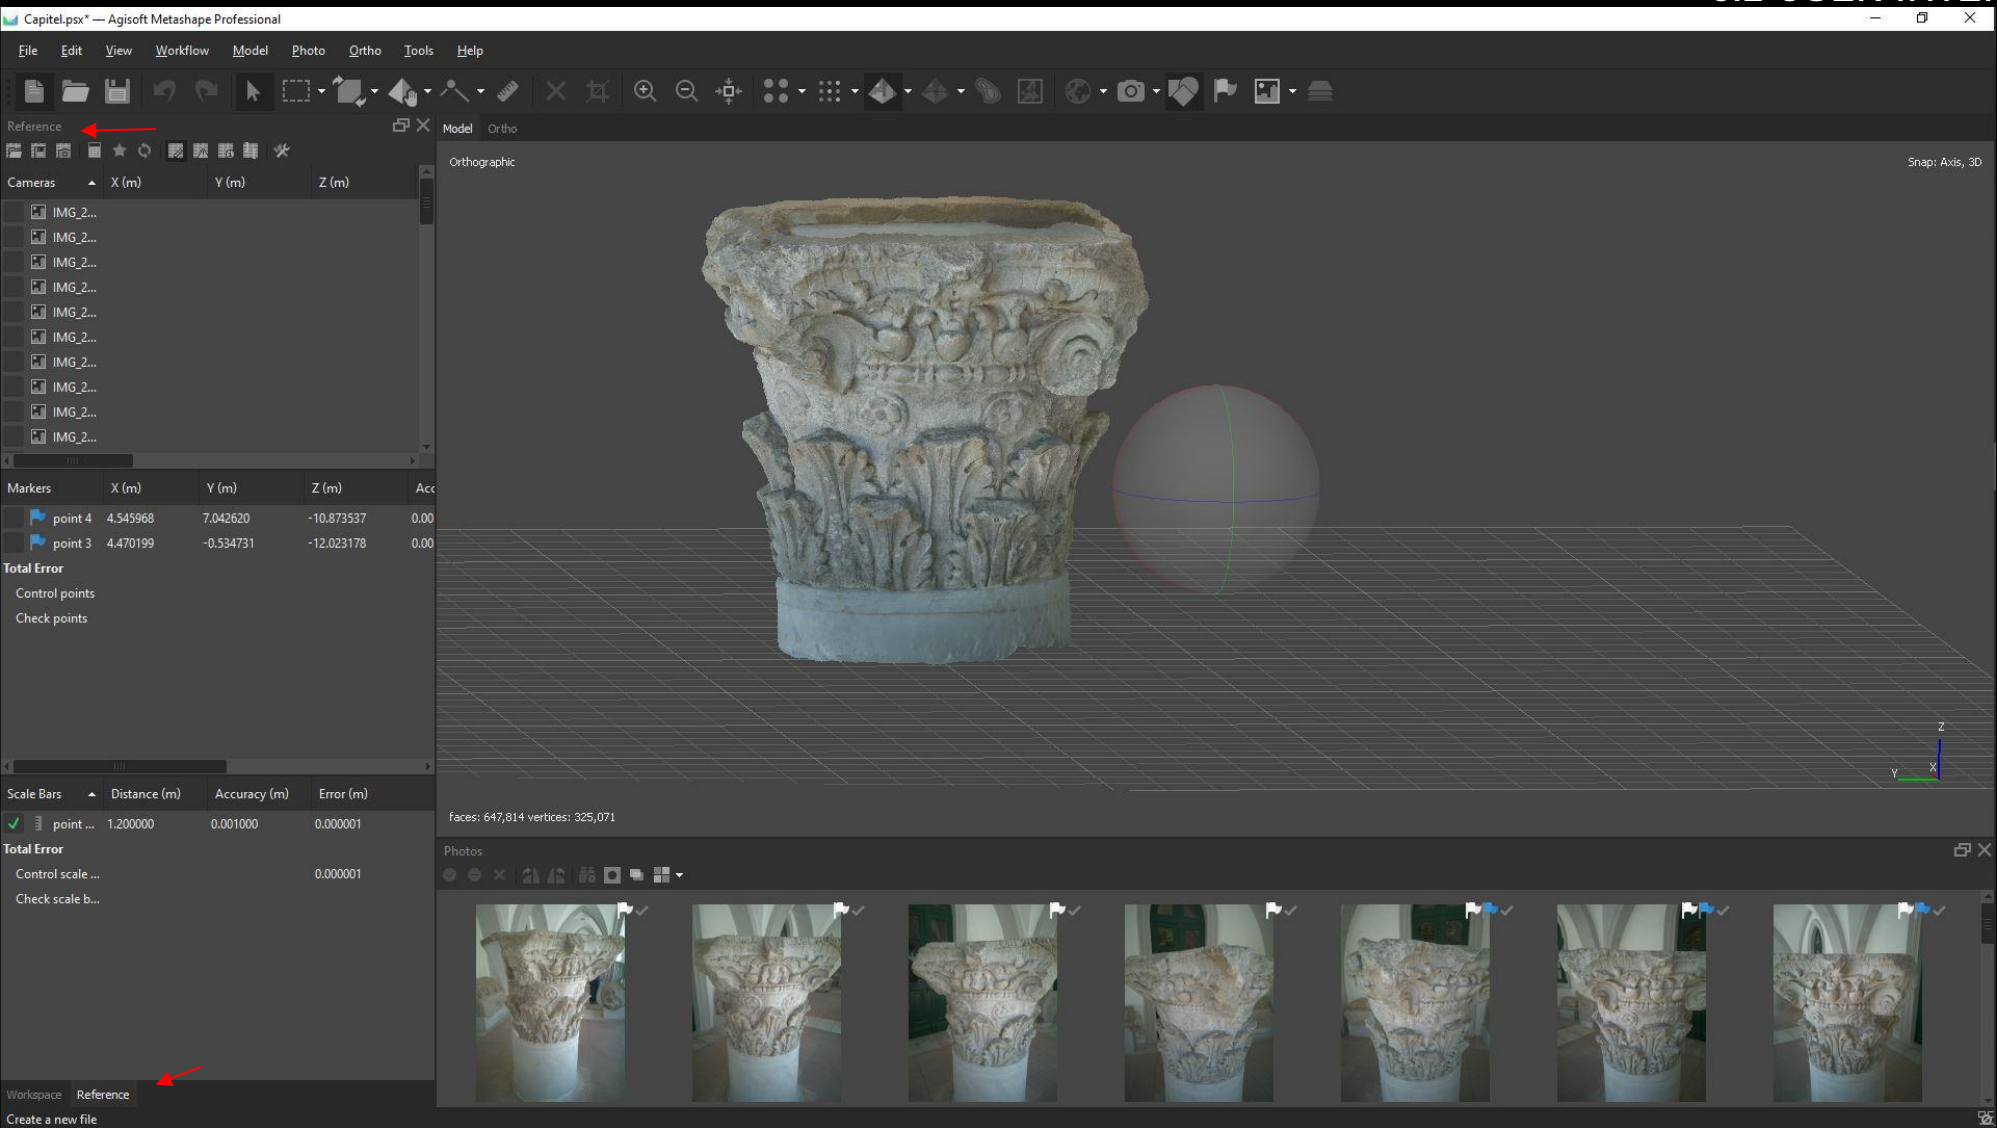 Capitel.psx* — Agisoft Metashape Professional
File Edit View Workflow Model Photo Ortho Tools Help
Reference
Model Ortho
Orthographic
Snap: Axis, 3D
Cameras X (m) Y (m) Z (m)
IMG_2...
IMG_2...
IMG_2...
IMG_2...
IMG_2...
IMG_2...
IMG_2...
IMG_2...
IMG_2...
IMG_2...
Markers X (m) Y (m) Z (m) Acc
point 4 4.545968 7.042620 -10.873537 0.00
point 3 4.470199 -0.534731 -12.023178 0.00
Total Error
Control points
Check points
Z
Y X
Scale Bars Distance (m) Accuracy (m) Error (m)
point ... 1.200000 0.001000 0.000001
Total Error
Control scale ... 0.000001
Check scale b...
faces: 647,814 vertices: 325,071
Photos
Workspace Reference
Create a new file